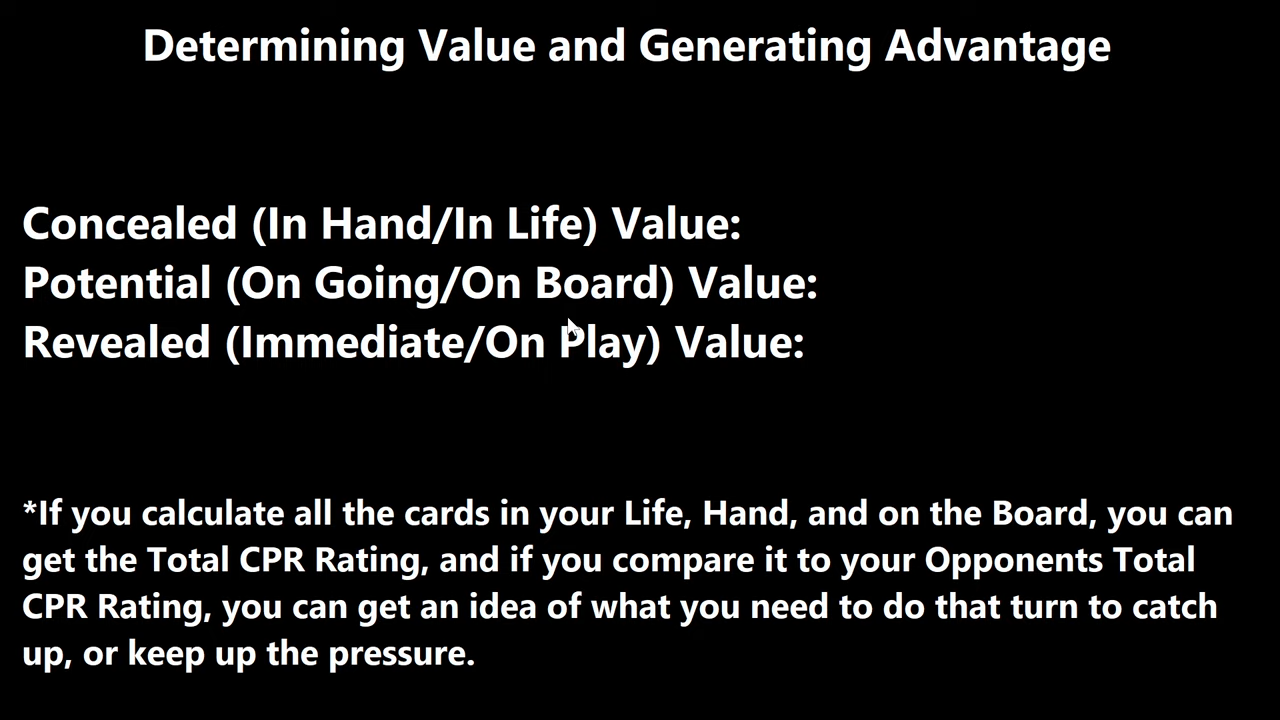 Determining Value and Generating Advantage
Concealed (In Hand/In Life) Value:
Potential (On Going/On Board) Value:
Revealed (Immediate/On Play) Value:
*If you calculate all the cards in your Life, Hand, and on the Board, you can
get the Total CPR Rating, and if you compare it to your Opponents Total
CPR Rating, you can get an idea of what you need to do that turn to catch
up, or keep up the pressure.